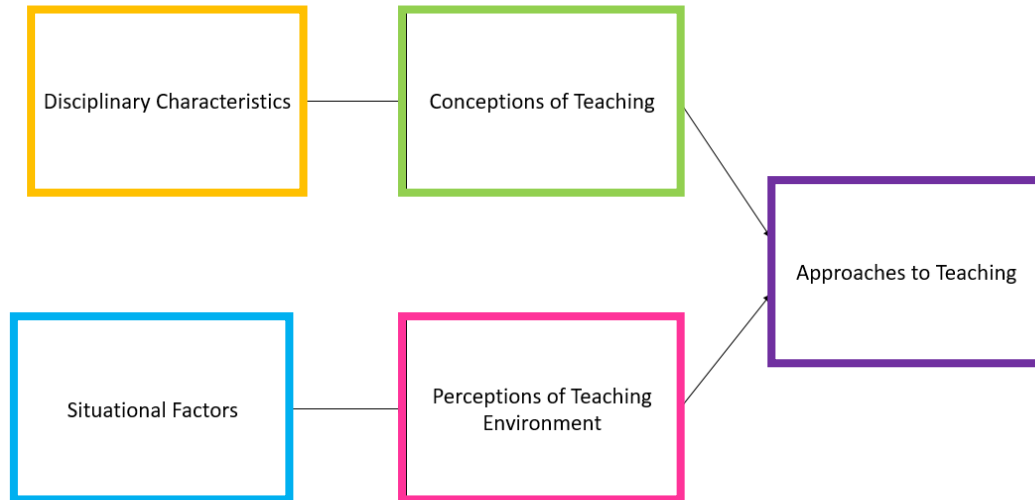 Disciplinary Characteristics
Conceptions of Teaching
Approaches to Teaching
Situational Factors
Perceptions of Teaching
Environment